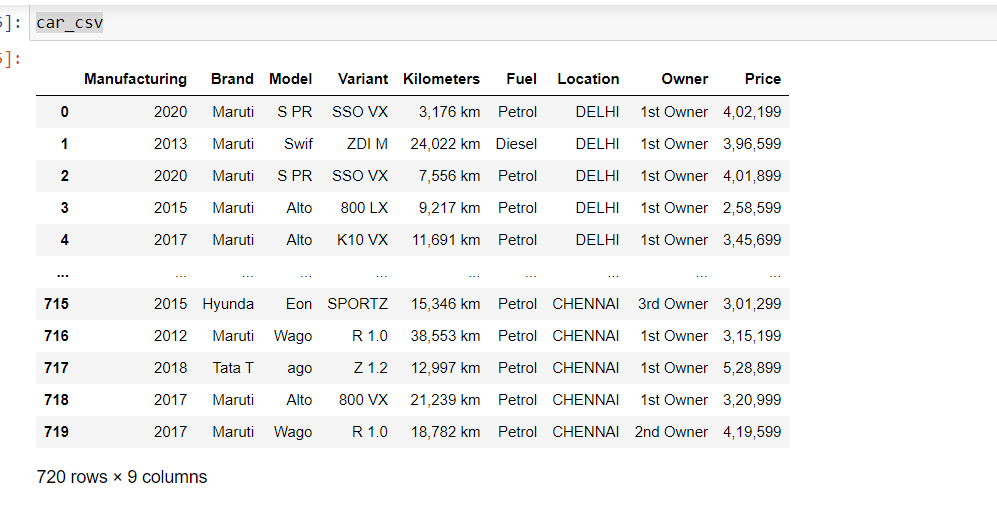 5]: car_csv
5]:
Manufacturing Brand Model Variant Kilometers Fuel Location Owner Price
0 2020 Maruti S PR SSO VX 3,176 km Petrol DELHI 1st Owner 4,02,199
1 2013 Maruti Swif ZDI M 24,022 km Diesel DELHI 1st Owner 3,96,599
2 2020 Maruti S PR SSO VX 7,556 km Petrol DELHI 1st Owner 4,01,899
3 2015 Maruti Alto 800 LX 9,217 km Petrol DELHI 1st Owner 2,58,599
4 2017 Maruti Alto K10 VX 11,691 km Petrol DELHI 1st Owner 3,45,699
... ... ... ... ... ... ... ... ... ...
715 2015 Hyunda Eon SPORTZ 15,346 km Petrol CHENNAI 3rd Owner 3,01,299
716 2012 Maruti Wago R 1.0 38,553 km Petrol CHENNAI 1st Owner 3,15,199
717 2018 Tata T ago Z 1.2 12,997 km Petrol CHENNAI 1st Owner 5,28,899
718 2017 Maruti Alto 800 VX 21,239 km Petrol CHENNAI 1st Owner 3,20,999
719 2017 Maruti Wago R 1.0 18,782 km Petrol CHENNAI 2nd Owner 4,19,599
720 rows × 9 columns